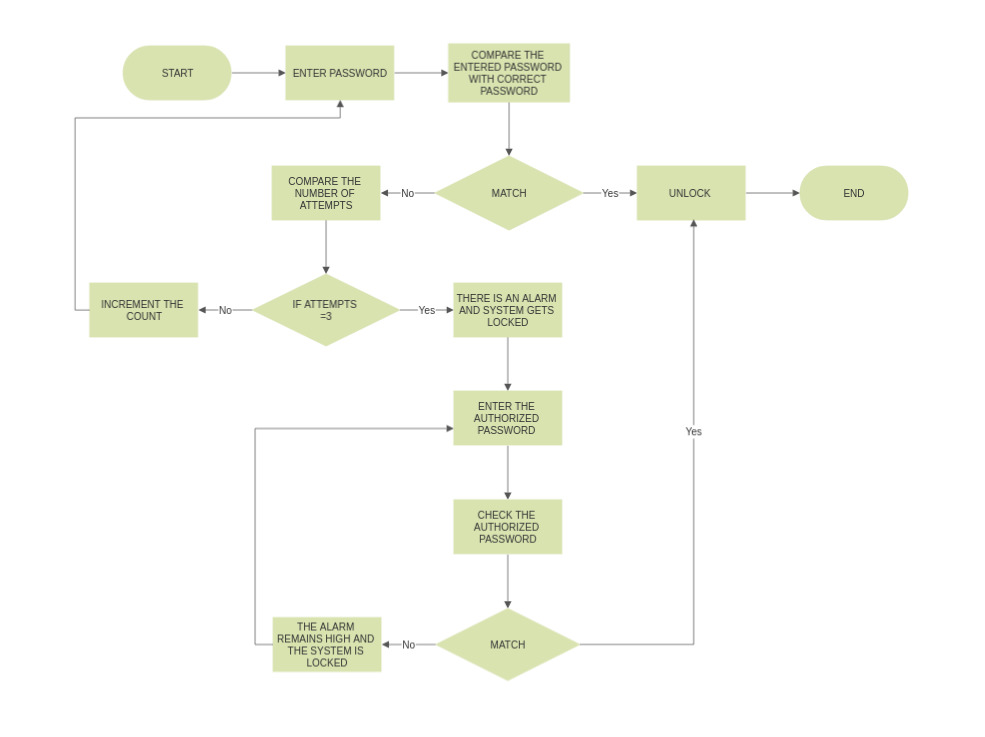 START
ENTER PASSWORD
COMPARE THE
ENTERED PASSWORD
WITH CORRECT
PASSWORD
COMPARE THE
NUMBER OF
ATTEMPTS
No
MATCH
Yes
UNLOCK
END
INCREMENT THE
COUNT
No
IF ATTEMPTS
=3
Yes
THERE IS AN ALARM
AND SYSTEM GETS
LOCKED
ENTER THE
AUTHORIZED
PASSWORD
Yes
CHECK THE
AUTHORIZED
PASSWORD
THE ALARM
REMAINS HIGH AND
THE SYSTEM IS
LOCKED
No
MATCH